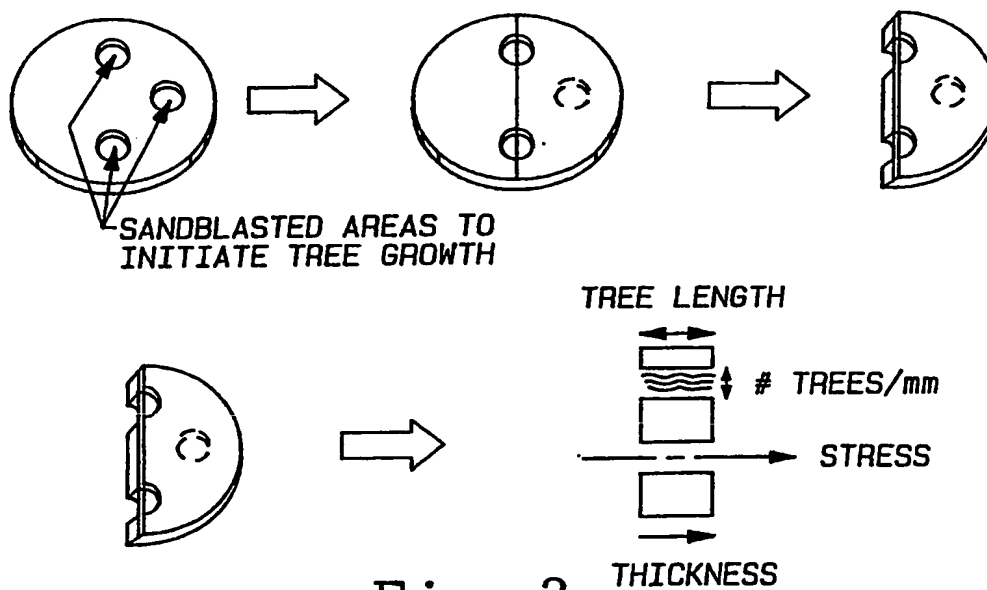 SANDBLASTED AREAS TO
INITIATE TREE GROWTH
TREE LENGTH
# TREES/mm
STRESS
THICKNESS